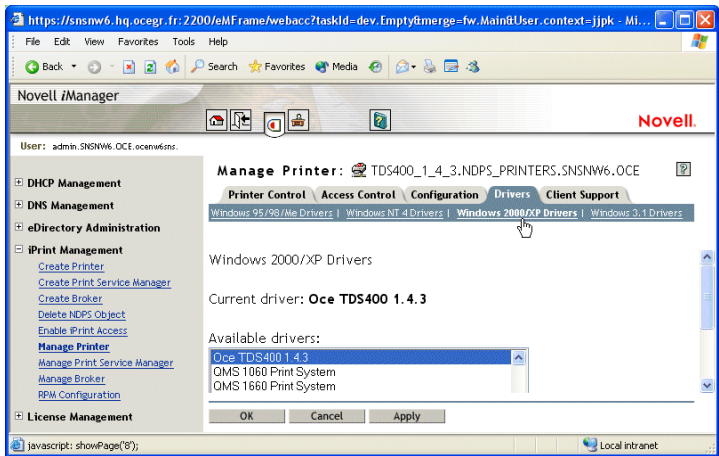 https://snsnw6.hq.ocegr.fr:2200/eMFrame/webacc?taskId=dev.Empty&merge=fw.Main&User.context=jjpk - Mi...
File Edit View Favorites Tools Help
Back Search Favorites Media
Novell iManager
Novell.
User: admin.SNSNW6.OCE.ocenw6sns.
Manage Printer: TDS400_1_4_3.NDPS_PRINTERS.SNSNW6.OCE ?
Printer Control Access Control Configuration Drivers Client Support
Windows 95/98/Me Drivers | Windows NT 4 Drivers | Windows 2000/XP Drivers | Windows 3.1 Drivers
DHCP Management
DNS Management
eDirectory Administration
iPrint Management
Create Printer
Create Print Service Manager
Create Broker
Delete NDPS Object
Enable iPrint Access
Manage Printer
Manage Print Service Manager
Manage Broker
RPM Configuration
License Management
Windows 2000/XP Drivers
Current driver: Oce TDS400 1.4.3
Available drivers:
Oce TDS400 1.4.3
QMS 1060 Print System
QMS 1660 Print System
OK Cancel Apply
javascript: showPage('8'); Local intranet